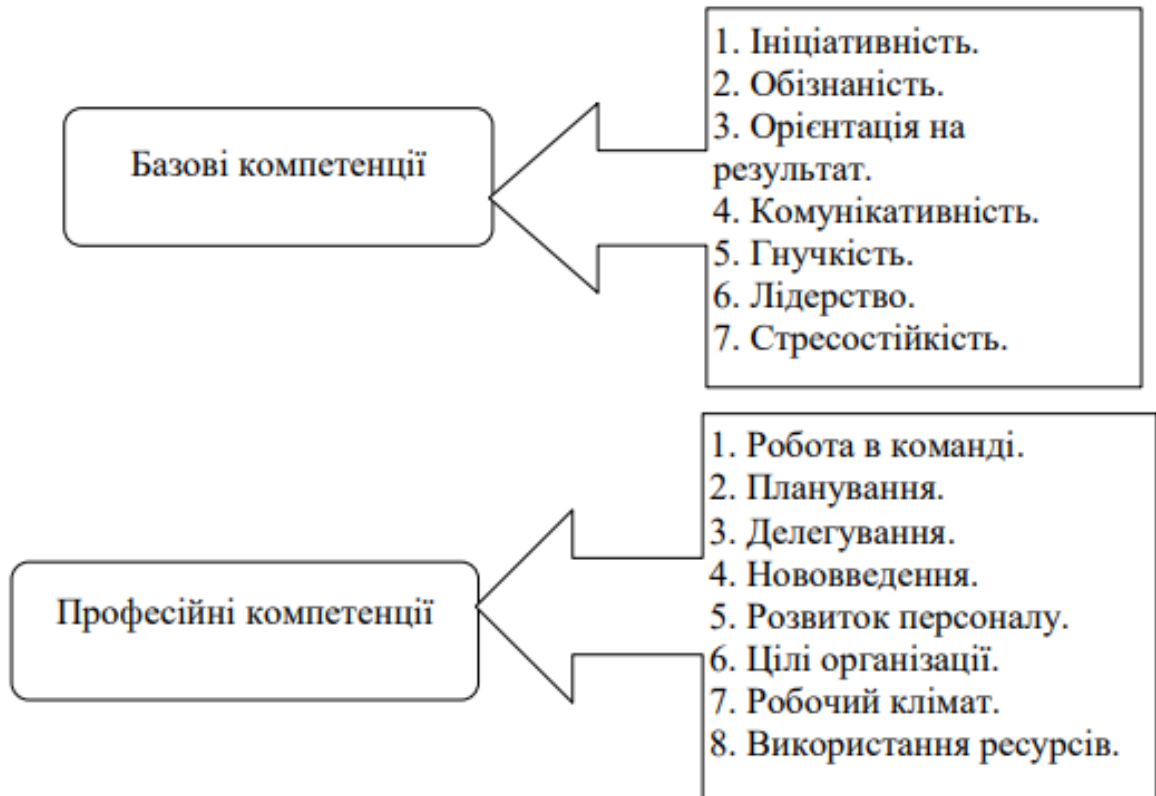 Базові компетенції
1. Ініціативність.
2. Обізнаність.
3. Орієнтація на
результат.
4. Комунікативність.
5. Гнучкість.
6. Лідерство.
7. Стресостійкість.
Професійні компетенції
1. Робота в команді.
2. Планування.
3. Делегування.
4. Нововведення.
5. Розвиток персоналу.
6. Цілі організації.
7. Робочий клімат.
8. Використання ресурсів.